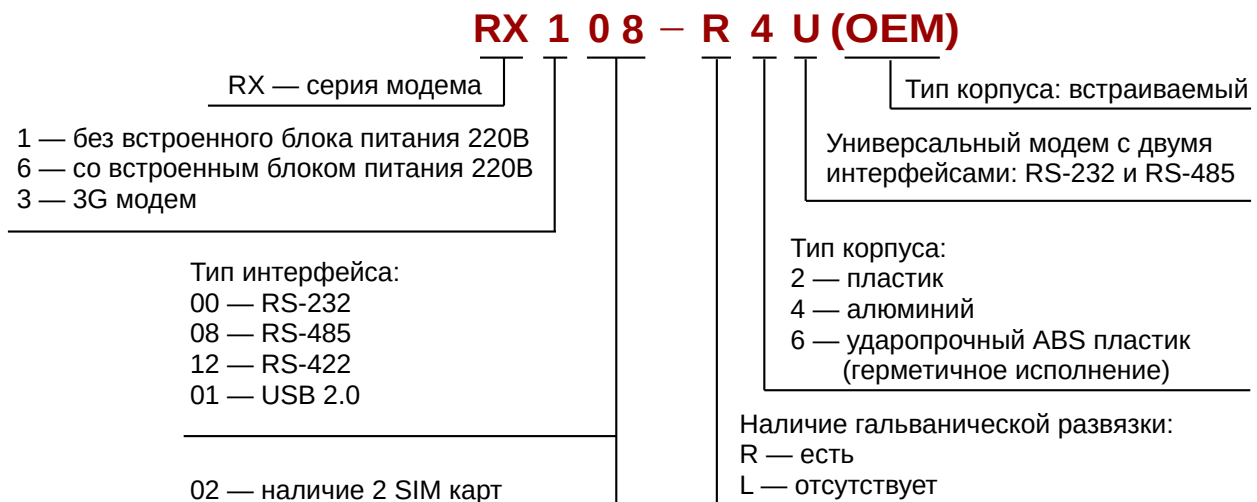 RX 1 0 8 – R 4 U (OEM)
RX — серия модема
Тип корпуса: встраиваемый
1 — без встроенного блока питания 220В
6 — со встроенным блоком питания 220В
3 — 3G модем
Универсальный модем с двумя
интерфейсами: RS-232 и RS-485
Тип интерфейса:
00 — RS-232
08 — RS-485
12 — RS-422
01 — USB 2.0
Тип корпуса:
2 — пластик
4 — алюминий
6 — ударопрочный ABS пластик
(герметичное исполнение)
02 — наличие 2 SIM карт
Наличие гальванической развязки:
R — есть
L — отсутствует